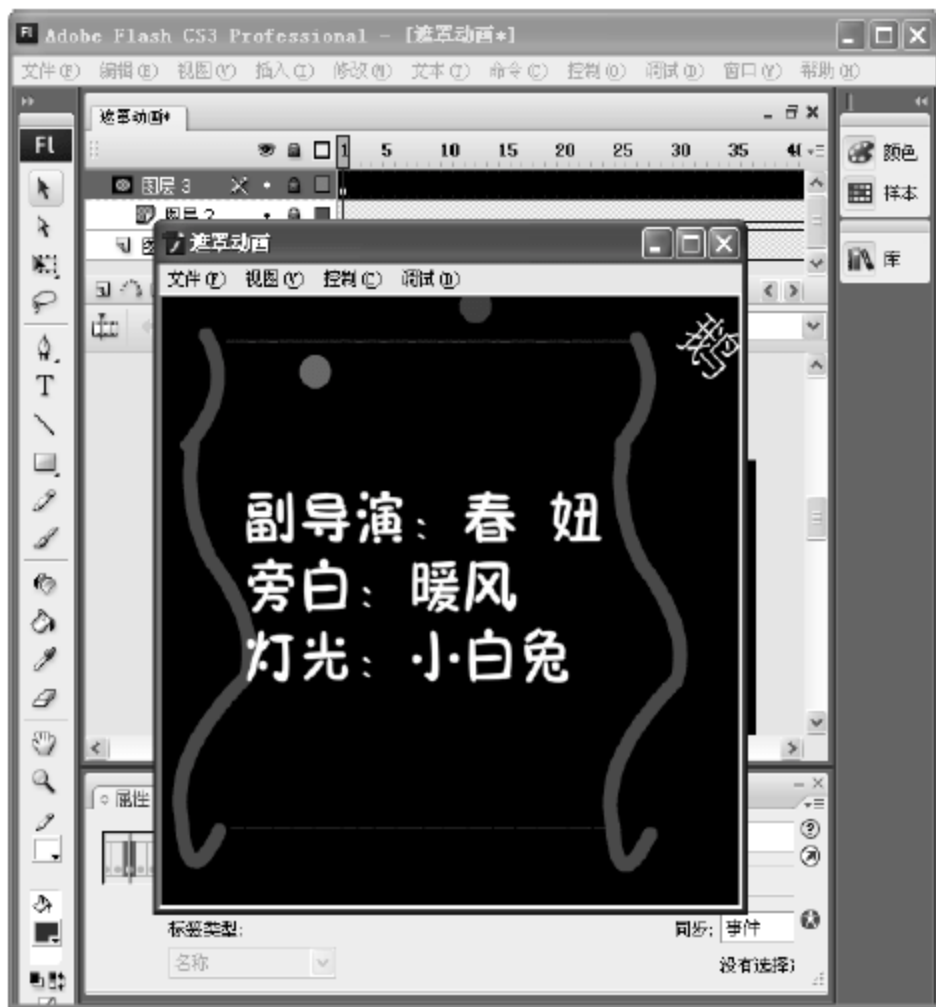 Adobe Flash CS3 Professional - [遮罩动画*]
文件(F) 编辑(E) 视图(V) 插入(I) 修改(M) 文本(T) 命令(C) 控制(O) 调试(D) 窗口(W) 帮助(H)
遮罩动画*
Fl
1 5 10 15 20 25 30 35
颜色
样本
库
图层 3
图层 2
遮罩动画
文件(F) 视图(V) 控制(C) 调试(D)
鹅
副导演：春 妞
旁白：暖风
灯光：小白兔
T
属性
标签类型:
名称
同步: 事件
没有选择